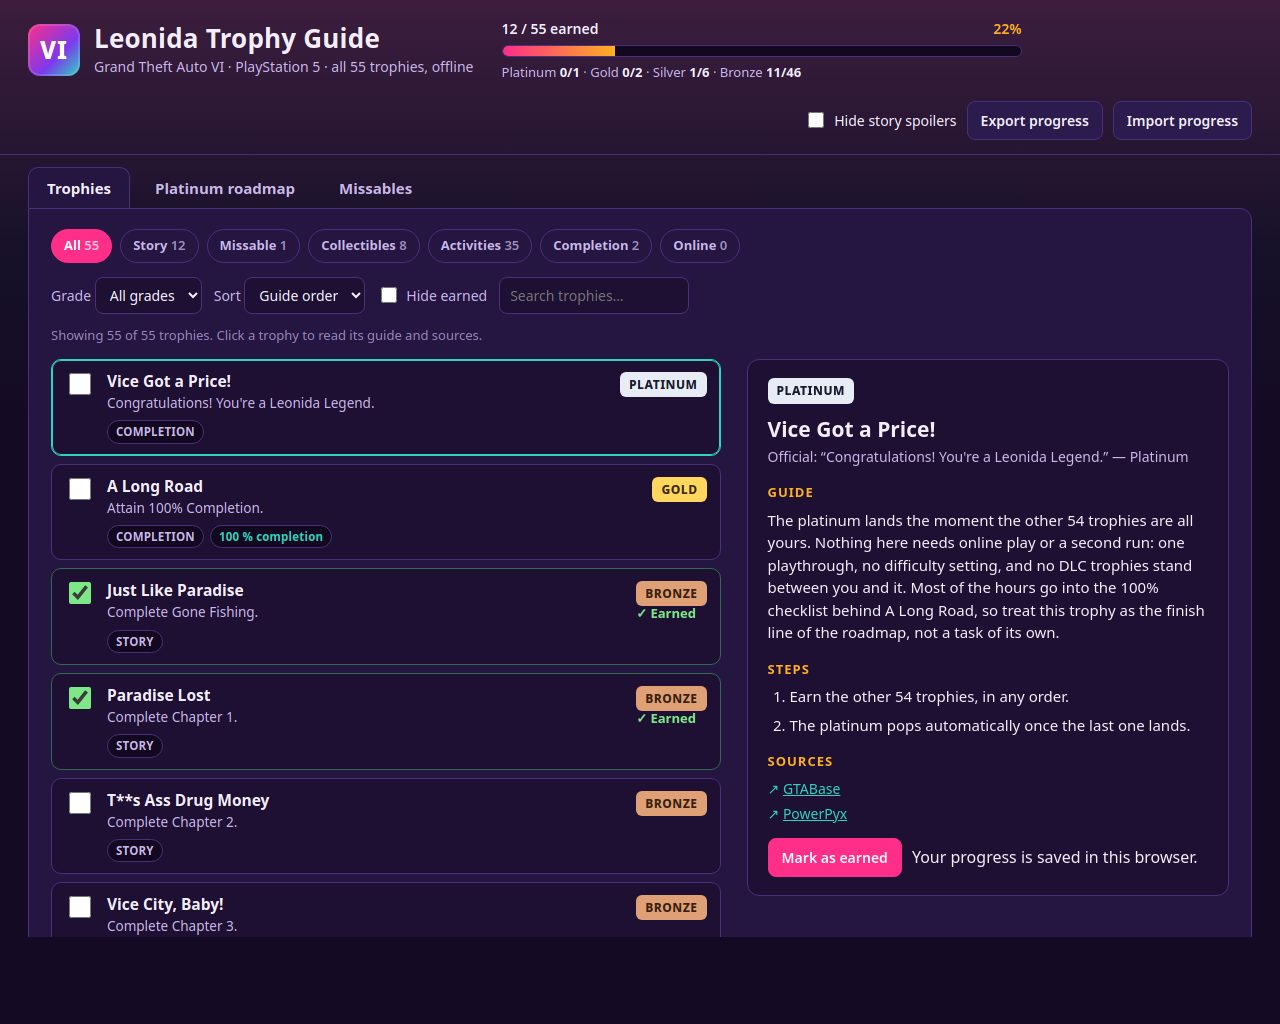 VI
Leonida Trophy Guide
Grand Theft Auto VI · PlayStation 5 · all 55 trophies, offline
12 / 55 earned 22%
Platinum 0/1 · Gold 0/2 · Silver 1/6 · Bronze 11/46
Hide story spoilers Export progress Import progress
Trophies Platinum roadmap Missables
All 55 Story 12 Missable 1 Collectibles 8 Activities 35 Completion 2 Online 0
Grade All grades Sort Guide order Hide earned Search trophies...
Showing 55 of 55 trophies. Click a trophy to read its guide and sources.
Vice Got a Price! PLATINUM
Congratulations! You're a Leonida Legend.
COMPLETION
A Long Road GOLD
Attain 100% Completion.
COMPLETION 100 % completion
Just Like Paradise BRONZE
Complete Gone Fishing. ✓ Earned
STORY
Paradise Lost BRONZE
Complete Chapter 1. ✓ Earned
STORY
T**s Ass Drug Money BRONZE
Complete Chapter 2.
STORY
Vice City, Baby! BRONZE
Complete Chapter 3.
PLATINUM
Vice Got a Price!
Official: “Congratulations! You're a Leonida Legend.” — Platinum
GUIDE
The platinum lands the moment the other 54 trophies are all
yours. Nothing here needs online play or a second run: one
playthrough, no difficulty setting, and no DLC trophies stand
between you and it. Most of the hours go into the 100%
checklist behind A Long Road, so treat this trophy as the finish
line of the roadmap, not a task of its own.
STEPS
1. Earn the other 54 trophies, in any order.
2. The platinum pops automatically once the last one lands.
SOURCES
↗ GTABase
↗ PowerPyx
Mark as earned Your progress is saved in this browser.